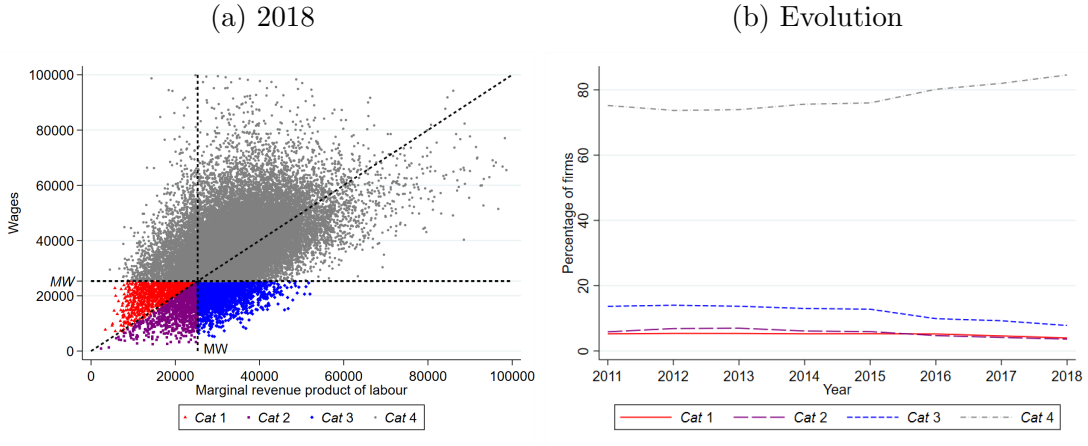 (a) 2018
100000
80000
60000
40000
MW
20000
0
Wages
MW
0 20000 40000 60000 80000 100000
Marginal revenue product of labour
Cat 1 Cat 2 Cat 3 Cat 4
(b) Evolution
80
60
40
20
0
Percentage of firms
2011 2012 2013 2014 2015 2016 2017 2018
Year
Cat 1 Cat 2 Cat 3 Cat 4